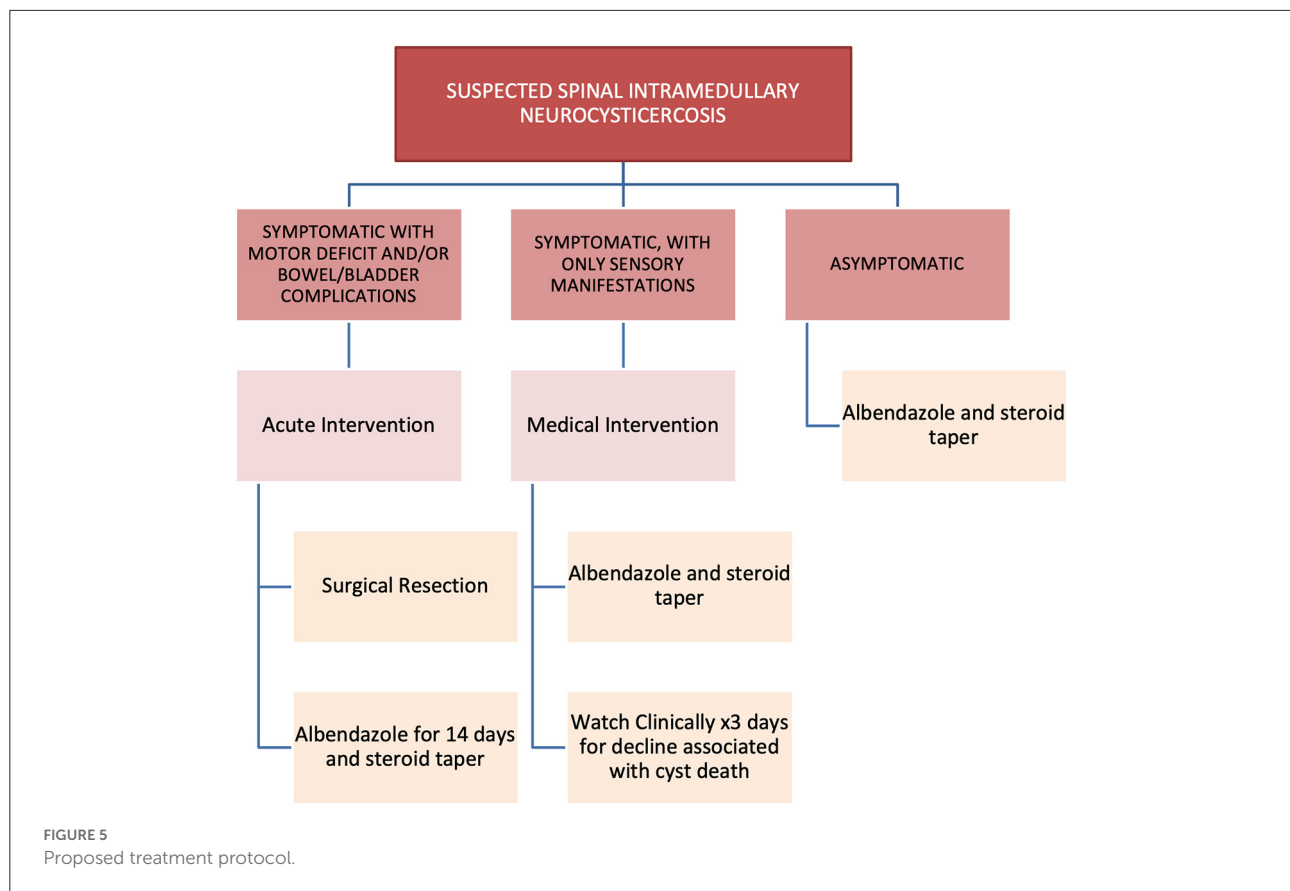 SUSPECTED SPINAL INTRAMEDULLARY
NEUROCYSTICERCOSIS
SYMPTOMATIC WITH
MOTOR DEFICIT AND/OR
BOWEL/BLADDER
COMPLICATIONS
SYMPTOMATIC, WITH
ONLY SENSORY
MANIFESTATIONS
ASYMPTOMATIC
Acute Intervention
Medical Intervention
Albendazole and steroid
taper
Surgical Resection
Albendazole and steroid
taper
Albendazole for 14 days
and steroid taper
Watch Clinically x3 days
for decline associated
with cyst death
FIGURE 5
Proposed treatment protocol.